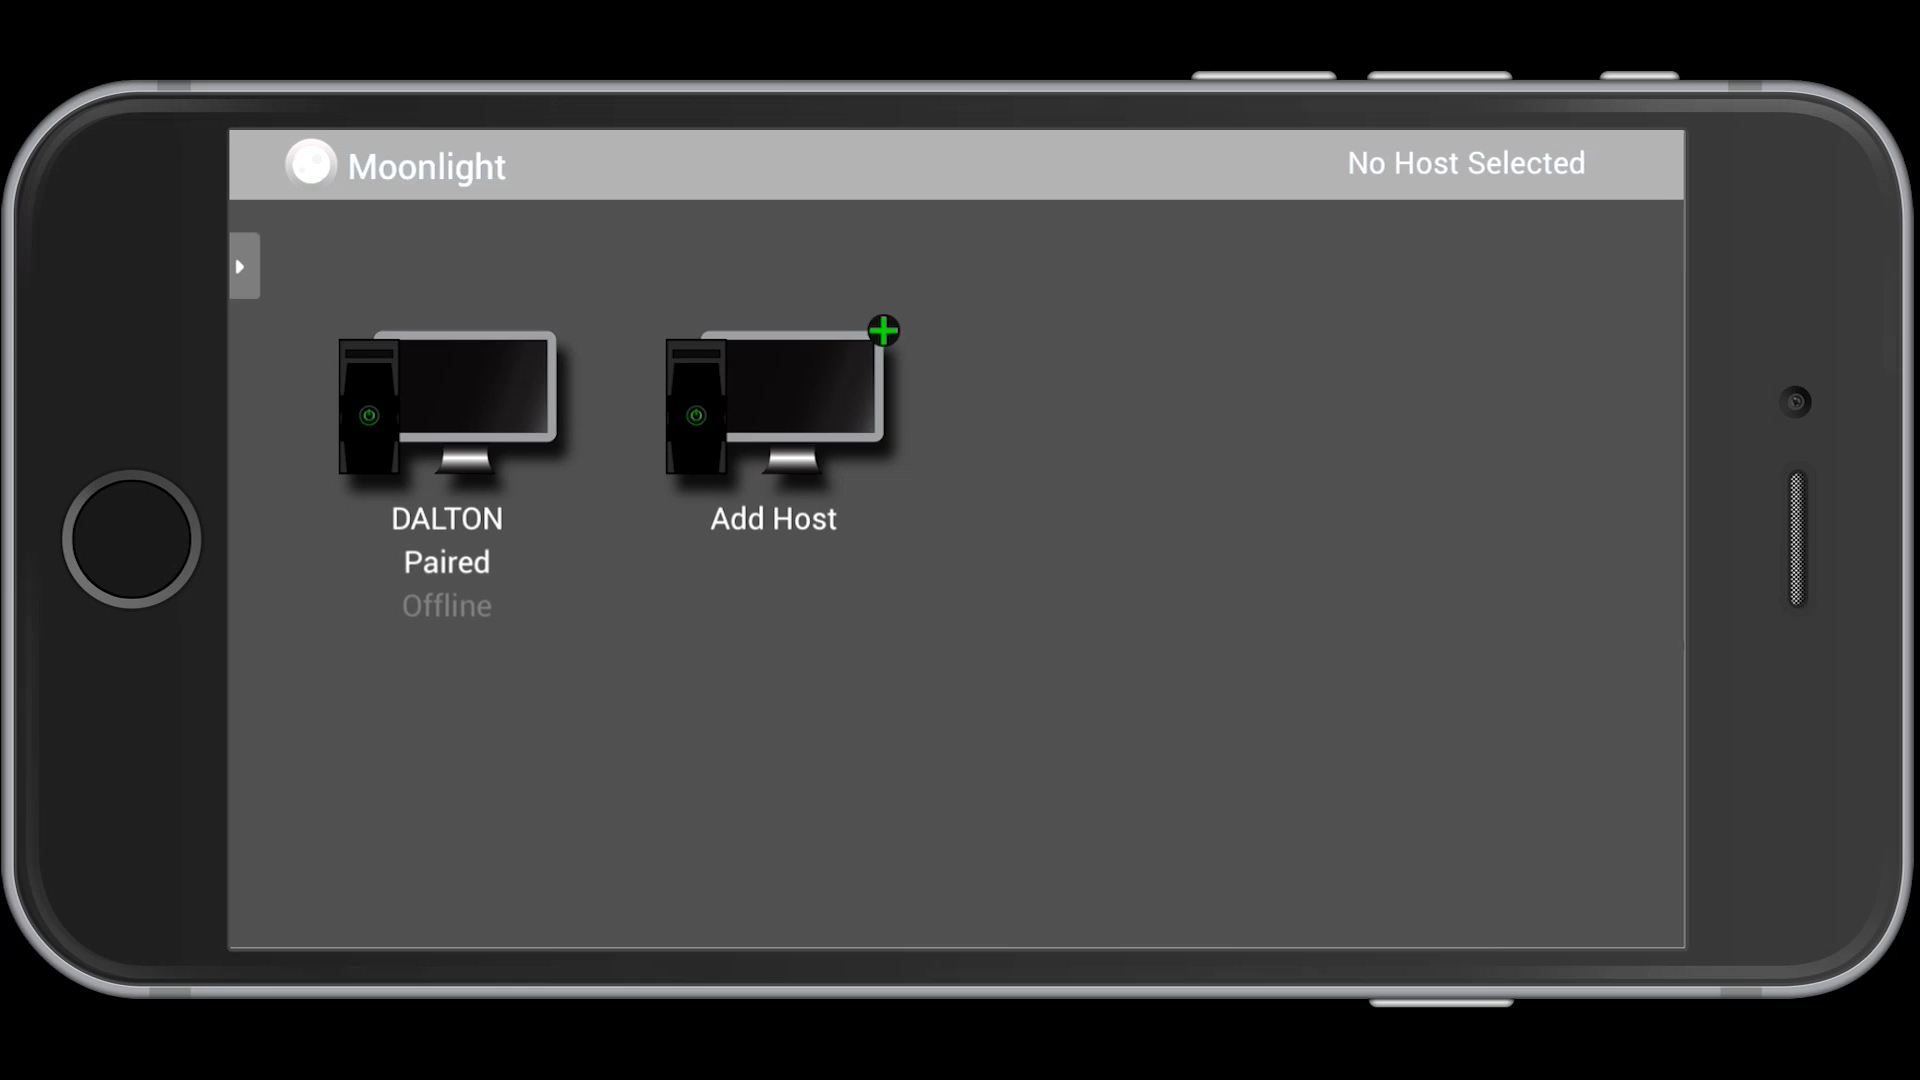 Moonlight
No Host Selected
DALTON
Paired
Offline
Add Host